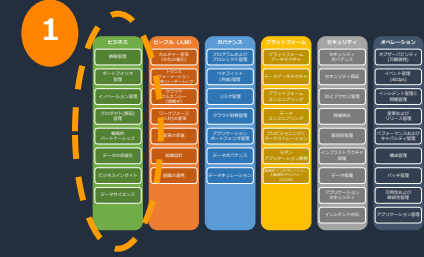 1
ビジネス
戦略管理
ポートフォリオ
管理
イノベーション管理
プロダクト(製品)
管理
戦略的
パートナーシップ
データの収益化
ビジネスインサイト
データサイエンス
ピープル (人材)
カルチャー変革
(文化の進化)
トランス
フォーメーション
クラウド
ワークフォース
変革の促進
組織設計
組織の連携
ガバナンス
プログラムおよび
プロジェクト管理
ベネフィット
(利益)管理
リスク管理
クラウド財務管理
アプリケーション
ポートフォリオ管理
データガバナンス
データキュレーション
プラットフォーム
プラットフォーム
アーキテクチャ
データアーキテクチャ
プラットフォーム
エンジニアリング
データ
エンジニアリング
プロビジョニングと
オーケストレーション
モダン
アプリケーション開発
セキュリティ
セキュリティ
ガバナンス
セキュリティ保証
IDとアクセス管理
脅威検出
脆弱性管理
インフラストラクチャ
保護
データ保護
アプリケーション
セキュリティ
インシデント対応
オペレーション
オブザーバビリティ
(可観測性)
イベント管理
(AIOps)
インシデント管理と
問題管理
変更および
リリース管理
パフォーマンスおよび
キャパシティ管理
構成管理
パッチ管理
可用性および
継続性管理
アプリケーション管理